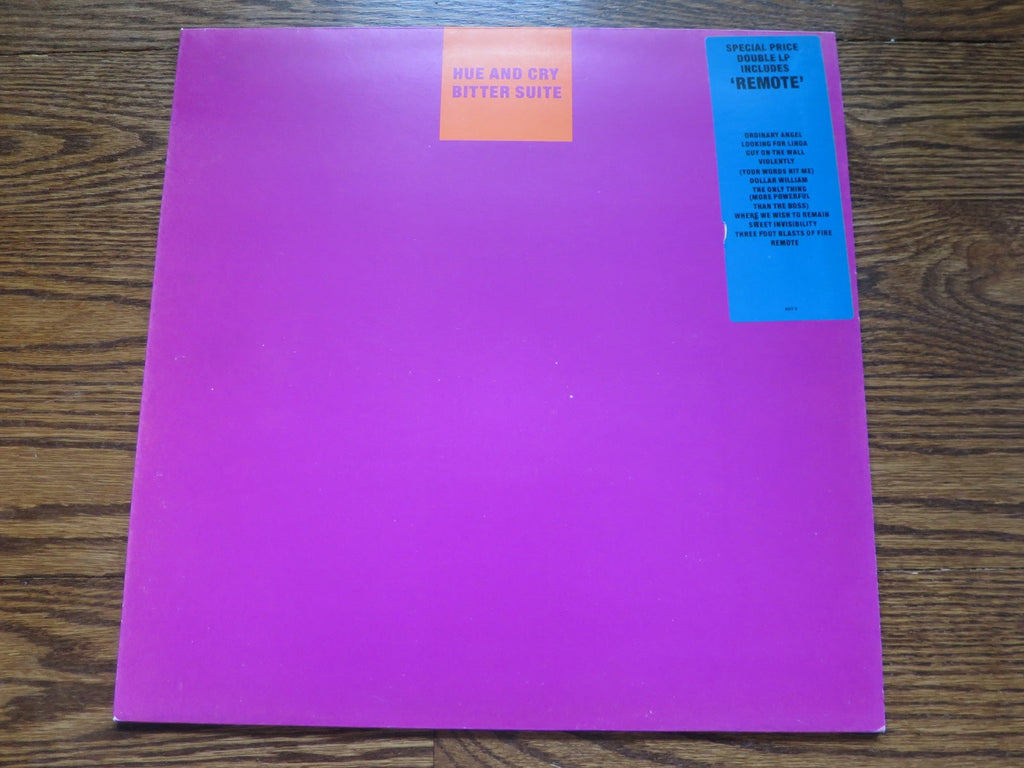 HUE AND CRY
BITTER SUITE
SPECIAL PRICE
DOUBLE LP
INCLUDES
'REMOTE'
ORDINARY ANGEL
LOOKING FOR LINDA
GUY ON THE WALL
VIOLENTLY
(YOUR WORDS HIT ME)
DOLLAR WILLIAM
THE ONLY THING
(MORE POWERFUL
THAN THE BOSS)
WHERE WE WISH TO REMAIN
SWEET INVISIBILITY
THREE FOOT BLASTS OF FIRE
REMOTE